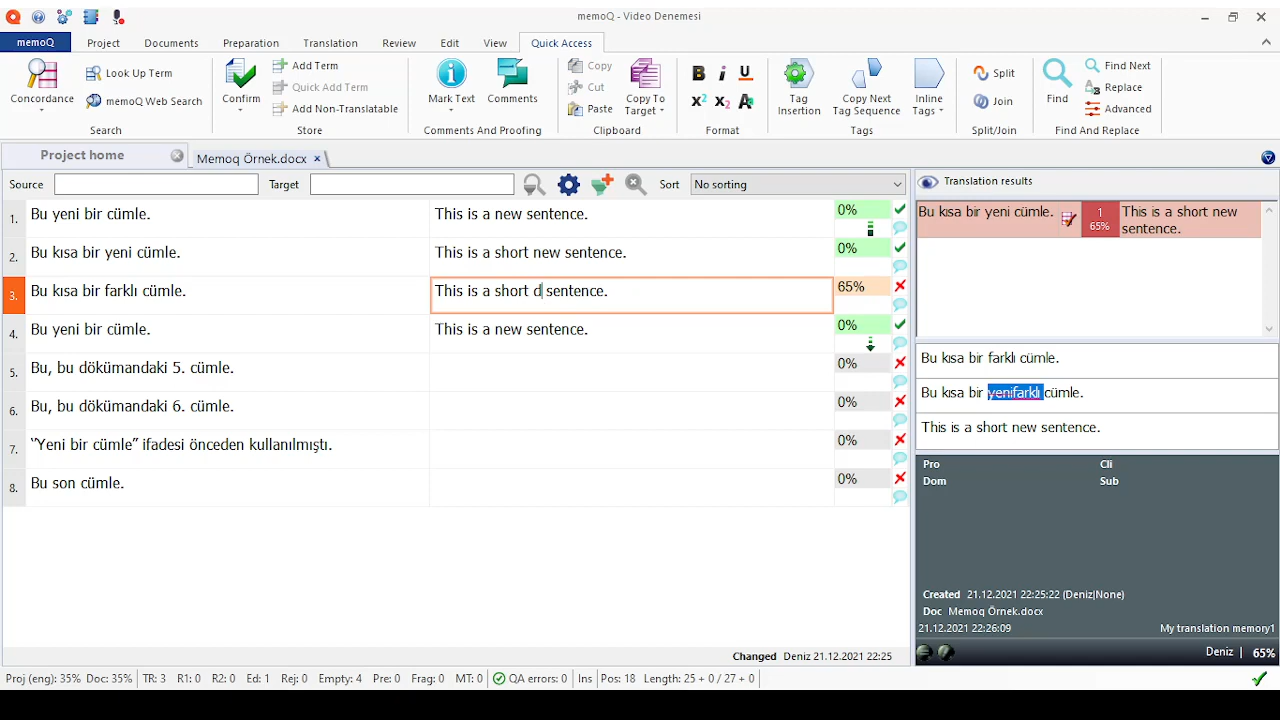 memoQ - Video Denemesi
memoQ Project Documents Preparation Translation Review Edit View Quick Access
Concordance
Look Up Term
memoQ Web Search
Search
Confirm
Add Term
Quick Add Term
Add Non-Translatable
Store
Mark Text
Comments
Comments And Proofing
Copy
Cut
Paste
Copy To Target
Clipboard
B i U
x² x₂ A
Format
Tag Insertion
Copy Next Tag Sequence
Inline Tags
Tags
Split
Join
Split/Join
Find
Find Next
Replace
Advanced
Find And Replace
Project home
Memoq Örnek.docx
Source
Target
Sort No sorting
1. Bu yeni bir cümle. This is a new sentence. 0%
2. Bu kısa bir yeni cümle. This is a short new sentence. 0%
3. Bu kısa bir farklı cümle. This is a short d sentence. 65%
4. Bu yeni bir cümle. This is a new sentence. 0%
5. Bu, bu dökümandaki 5. cümle. 0%
6. Bu, bu dökümandaki 6. cümle. 0%
7. “Yeni bir cümle” ifadesi önceden kullanılmıştı. 0%
8. Bu son cümle. 0%
Changed Deniz 21.12.2021 22:25
Translation results
Bu kısa bir yeni cümle. 1 65% This is a short new sentence.
Bu kısa bir farklı cümle.
Bu kısa bir yenifarklı cümle.
This is a short new sentence.
Pro Cli
Dom Sub
Created 21.12.2021 22:25:22 (Deniz|None)
Doc Memoq Örnek.docx
21.12.2021 22:26:09 My translation memory1
Deniz | 65%
Proj (eng): 35% Doc: 35% TR: 3 R1: 0 R2: 0 Ed: 1 Rej: 0 Empty: 4 Pre: 0 Frag: 0 MT: 0 QA errors: 0 Ins Pos: 18 Length: 25 + 0 / 27 + 0